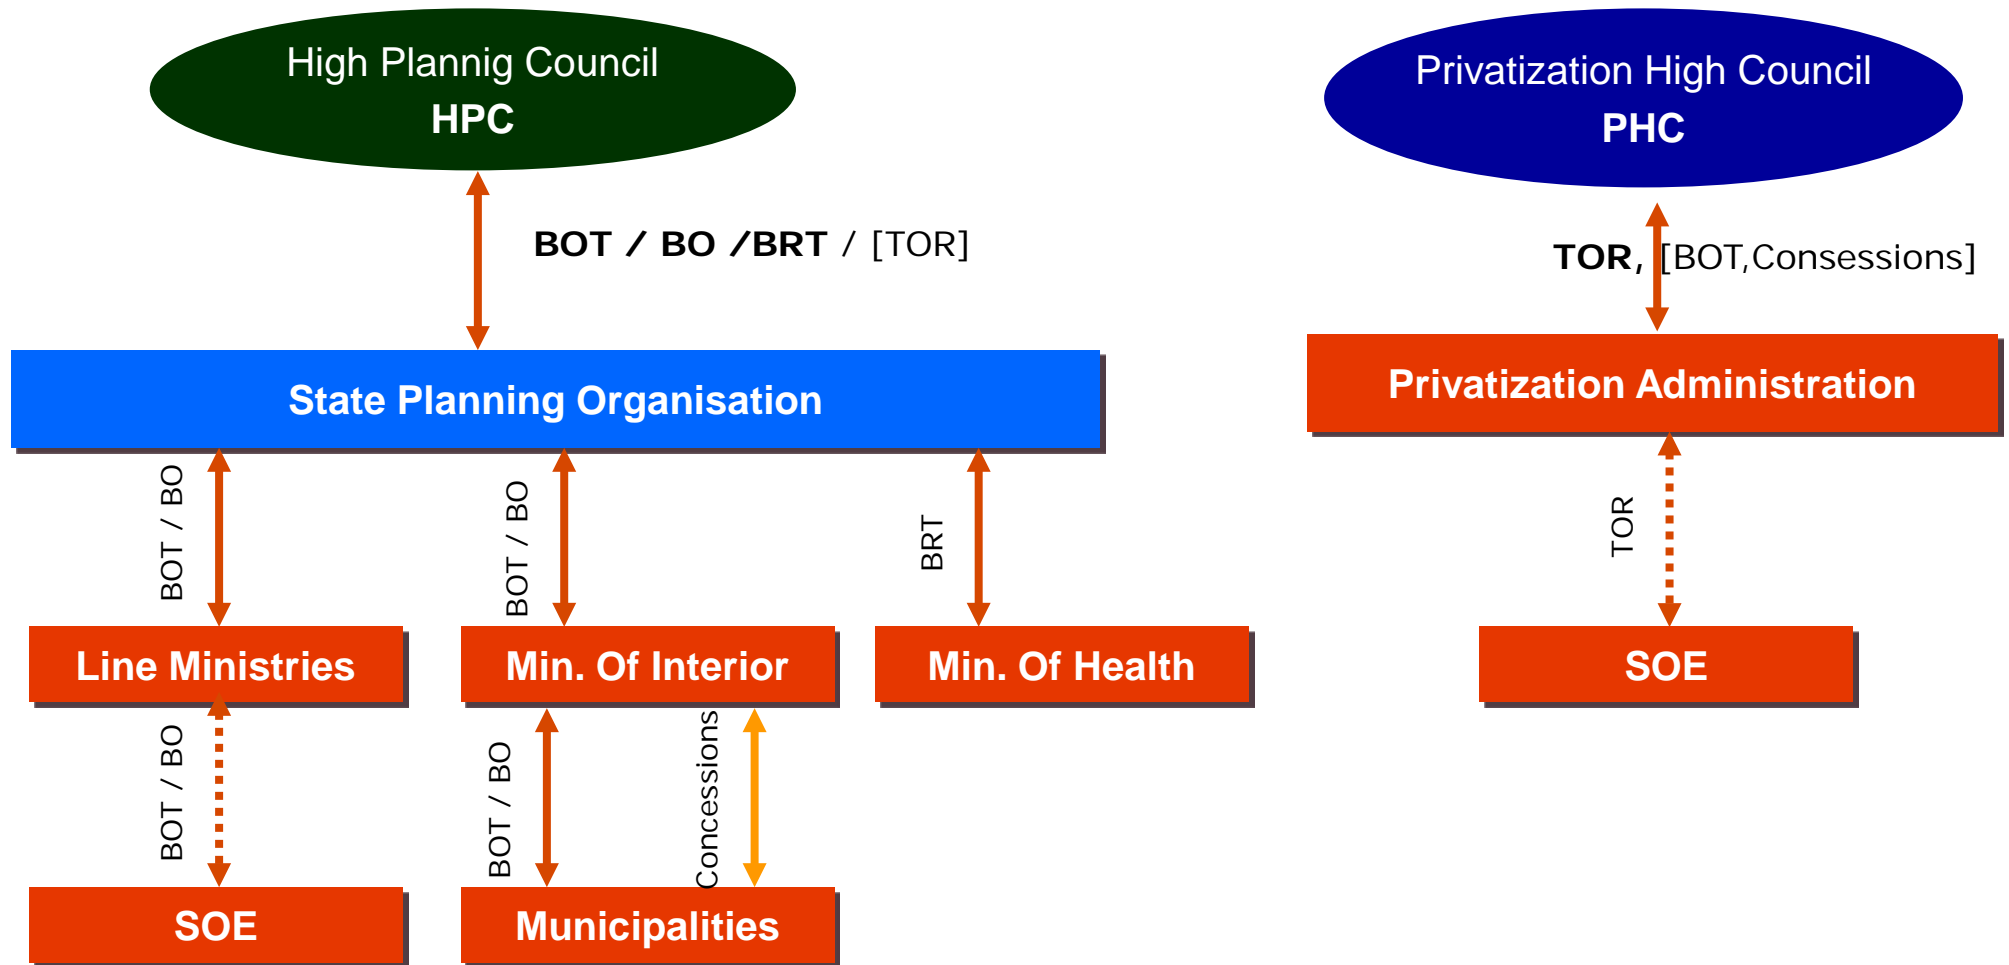 High Plannig Council
HPC
Privatization High Council
PHC
BOT / BO /BRT / [TOR]
TOR, [BOT,Consessions]
State Planning Organisation
Privatization Administration
BOT / BO
BOT / BO
BRT
TOR
Line Ministries
Min. Of Interior
Min. Of Health
SOE
BOT / BO
BOT / BO
Concessions
SOE
Municipalities